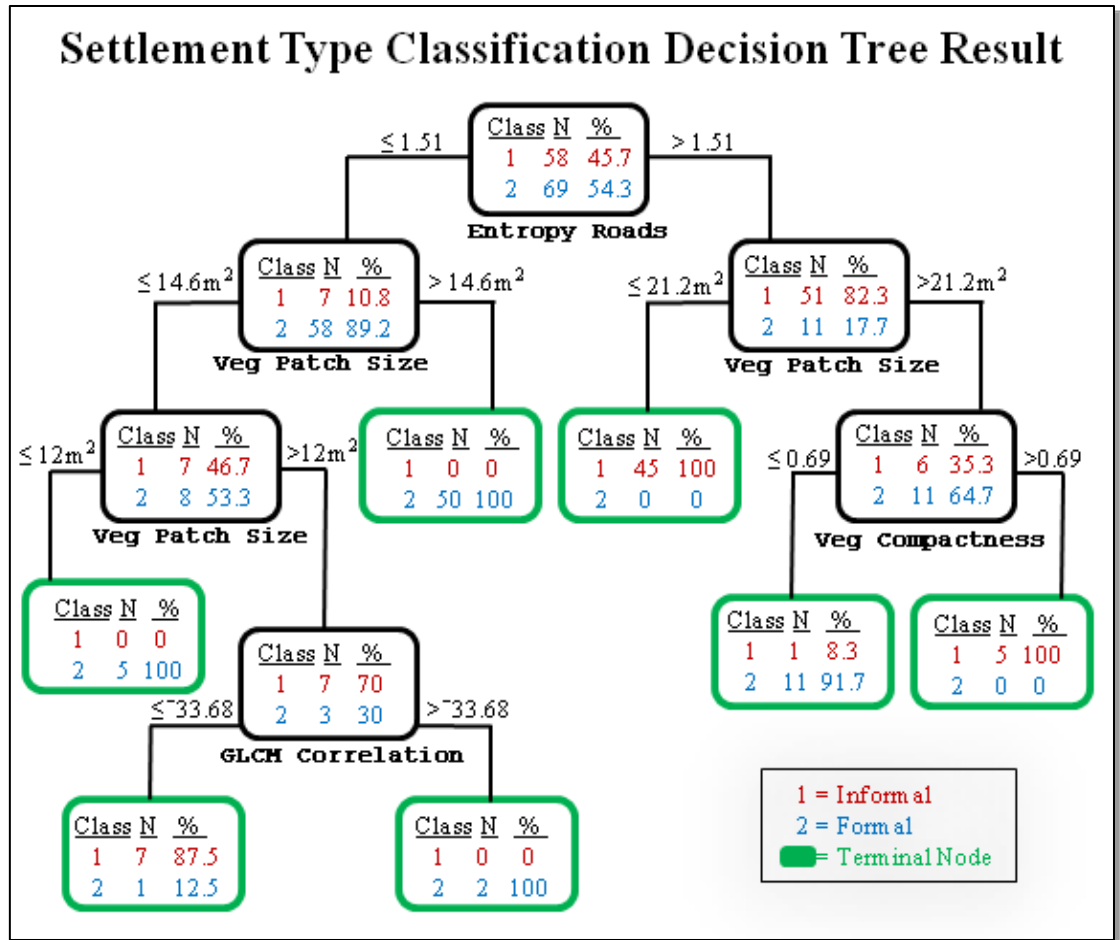 Settlement Type Classification Decision Tree Result
Class N %
1 58 45.7
2 69 54.3
Entropy Roads
≤ 1.51
> 1.51
Class N %
1 7 10.8
2 58 89.2
Veg Patch Size
≤ 14.6m²
> 14.6m²
Class N %
1 51 82.3
2 11 17.7
Veg Patch Size
≤ 21.2m²
>21.2m²
Class N %
1 7 46.7
2 8 53.3
Veg Patch Size
≤ 12m²
>12m²
Class N %
1 0 0
2 50 100
Class N %
1 45 100
2 0 0
Class N %
1 6 35.3
2 11 64.7
Veg Compactness
≤ 0.69
>0.69
Class N %
1 0 0
2 5 100
Class N %
1 7 70
2 3 30
GLCM Correlation
≤⁻33.68
>⁻33.68
Class N %
1 1 8.3
2 11 91.7
Class N %
1 5 100
2 0 0
Class N %
1 7 87.5
2 1 12.5
Class N %
1 0 0
2 2 100
1 = Informal
2 = Formal
= Terminal Node